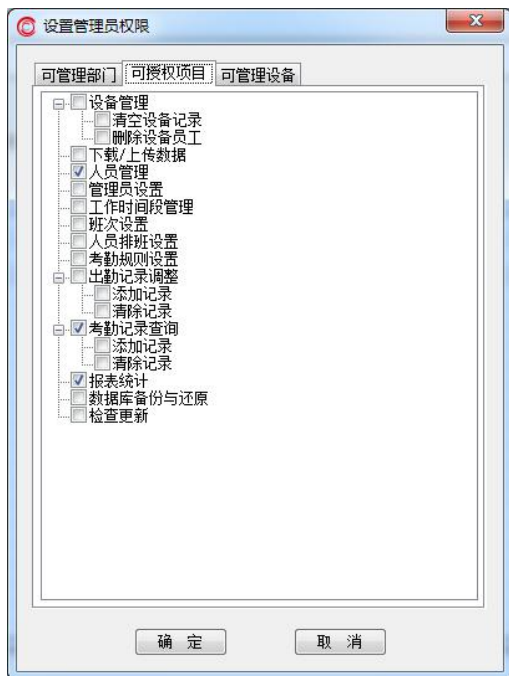 设置管理员权限
可管理部门 可授权项目 可管理设备
设备管理
清空设备记录
删除设备员工
下载/上传数据
人员管理
管理员设置
工作时间段管理
班次设置
人员排班设置
考勤规则设置
出勤记录调整
添加记录
清除记录
考勤记录查询
添加记录
清除记录
报表统计
数据库备份与还原
检查更新
确 定 取 消